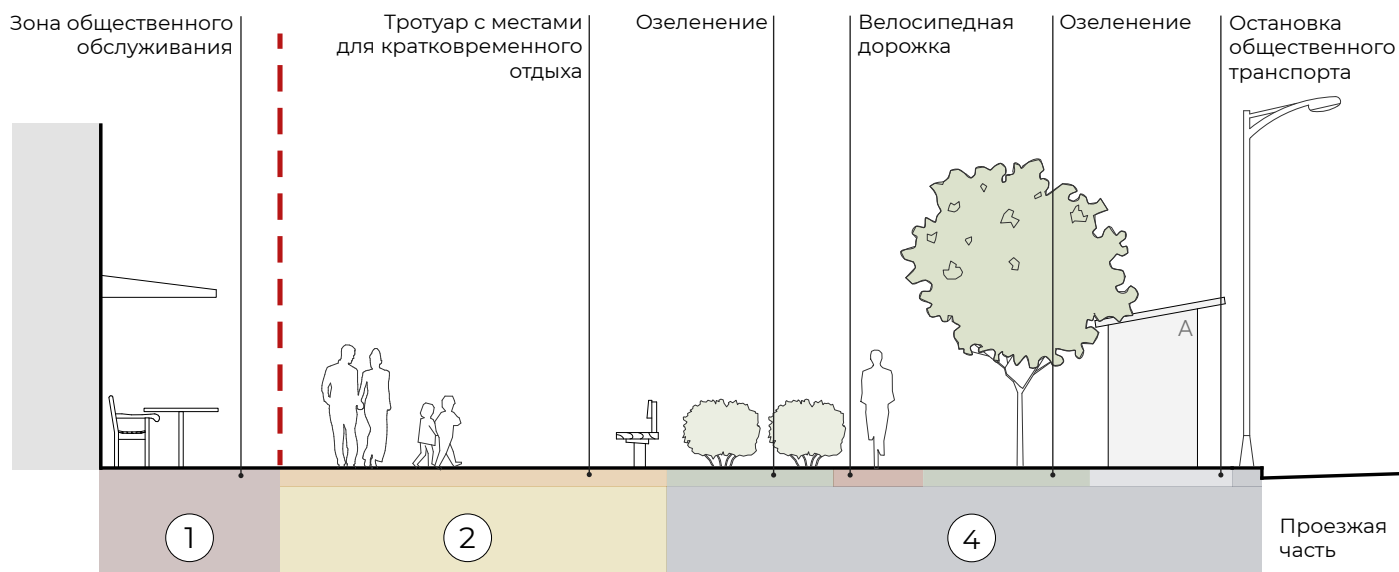 Зона общественного
обслуживания
Тротуар с местами
для кратковременного
отдыха
Озеленение
Велосипедная
дорожка
Озеленение
Остановка
общественного
транспорта
А
1
2
4
Проезжая
часть